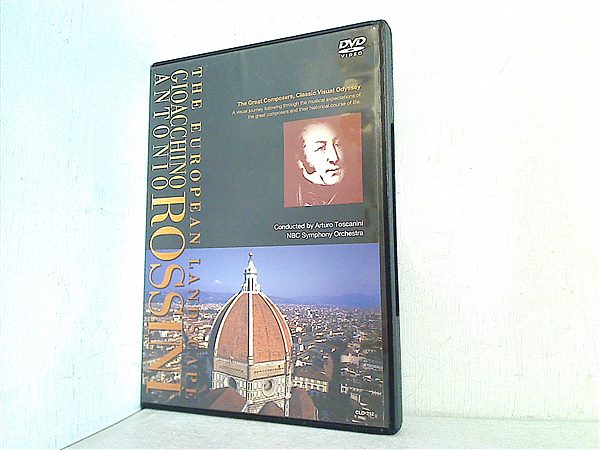 DVD
VIDEO
The Great Composers. Classic Visual Odyssey
A visual journey following through the musical expectations of
the great composers and their historical course of life.
Conducted by Arturo Toscanini
NBC Symphony Orchestra
THE EUROPEAN LANDSCAPE
GIOACCHINO
ANTONIO
ROSSINI